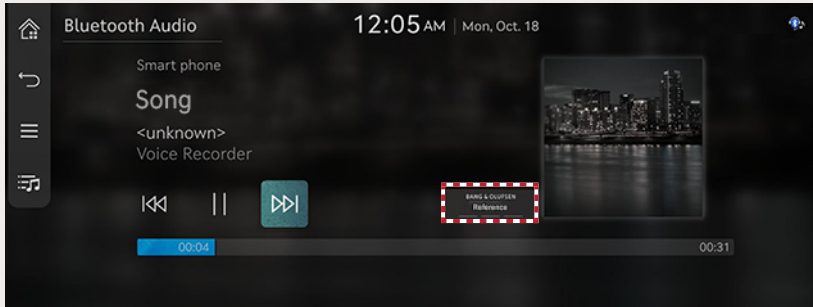 Bluetooth Audio
12:05 AM | Mon, Oct. 18
Smart phone
Song
<unknown>
Voice Recorder
BANG & OLUFSEN
Reference
00:04
00:31